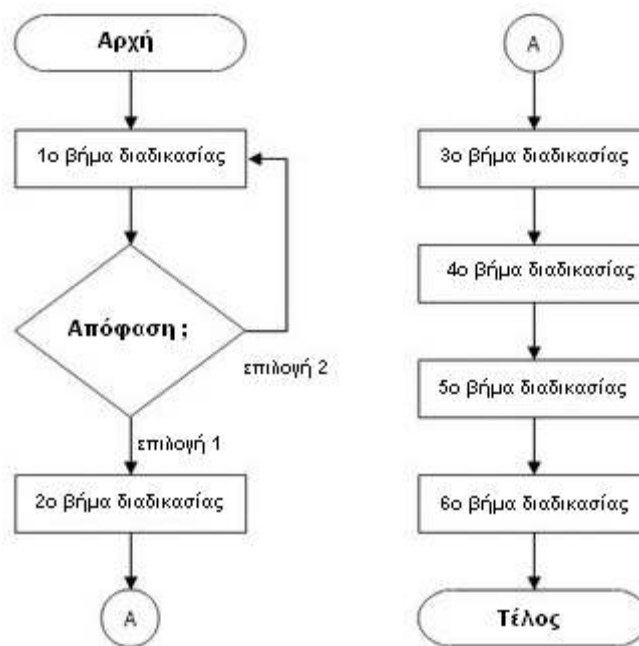 Αρχή
1ο βήμα διαδικασίας
Απόφαση ;
επιλογή 2
επιλογή 1
2ο βήμα διαδικασίας
A
A
3ο βήμα διαδικασίας
4ο βήμα διαδικασίας
5ο βήμα διαδικασίας
6ο βήμα διαδικασίας
Τέλος